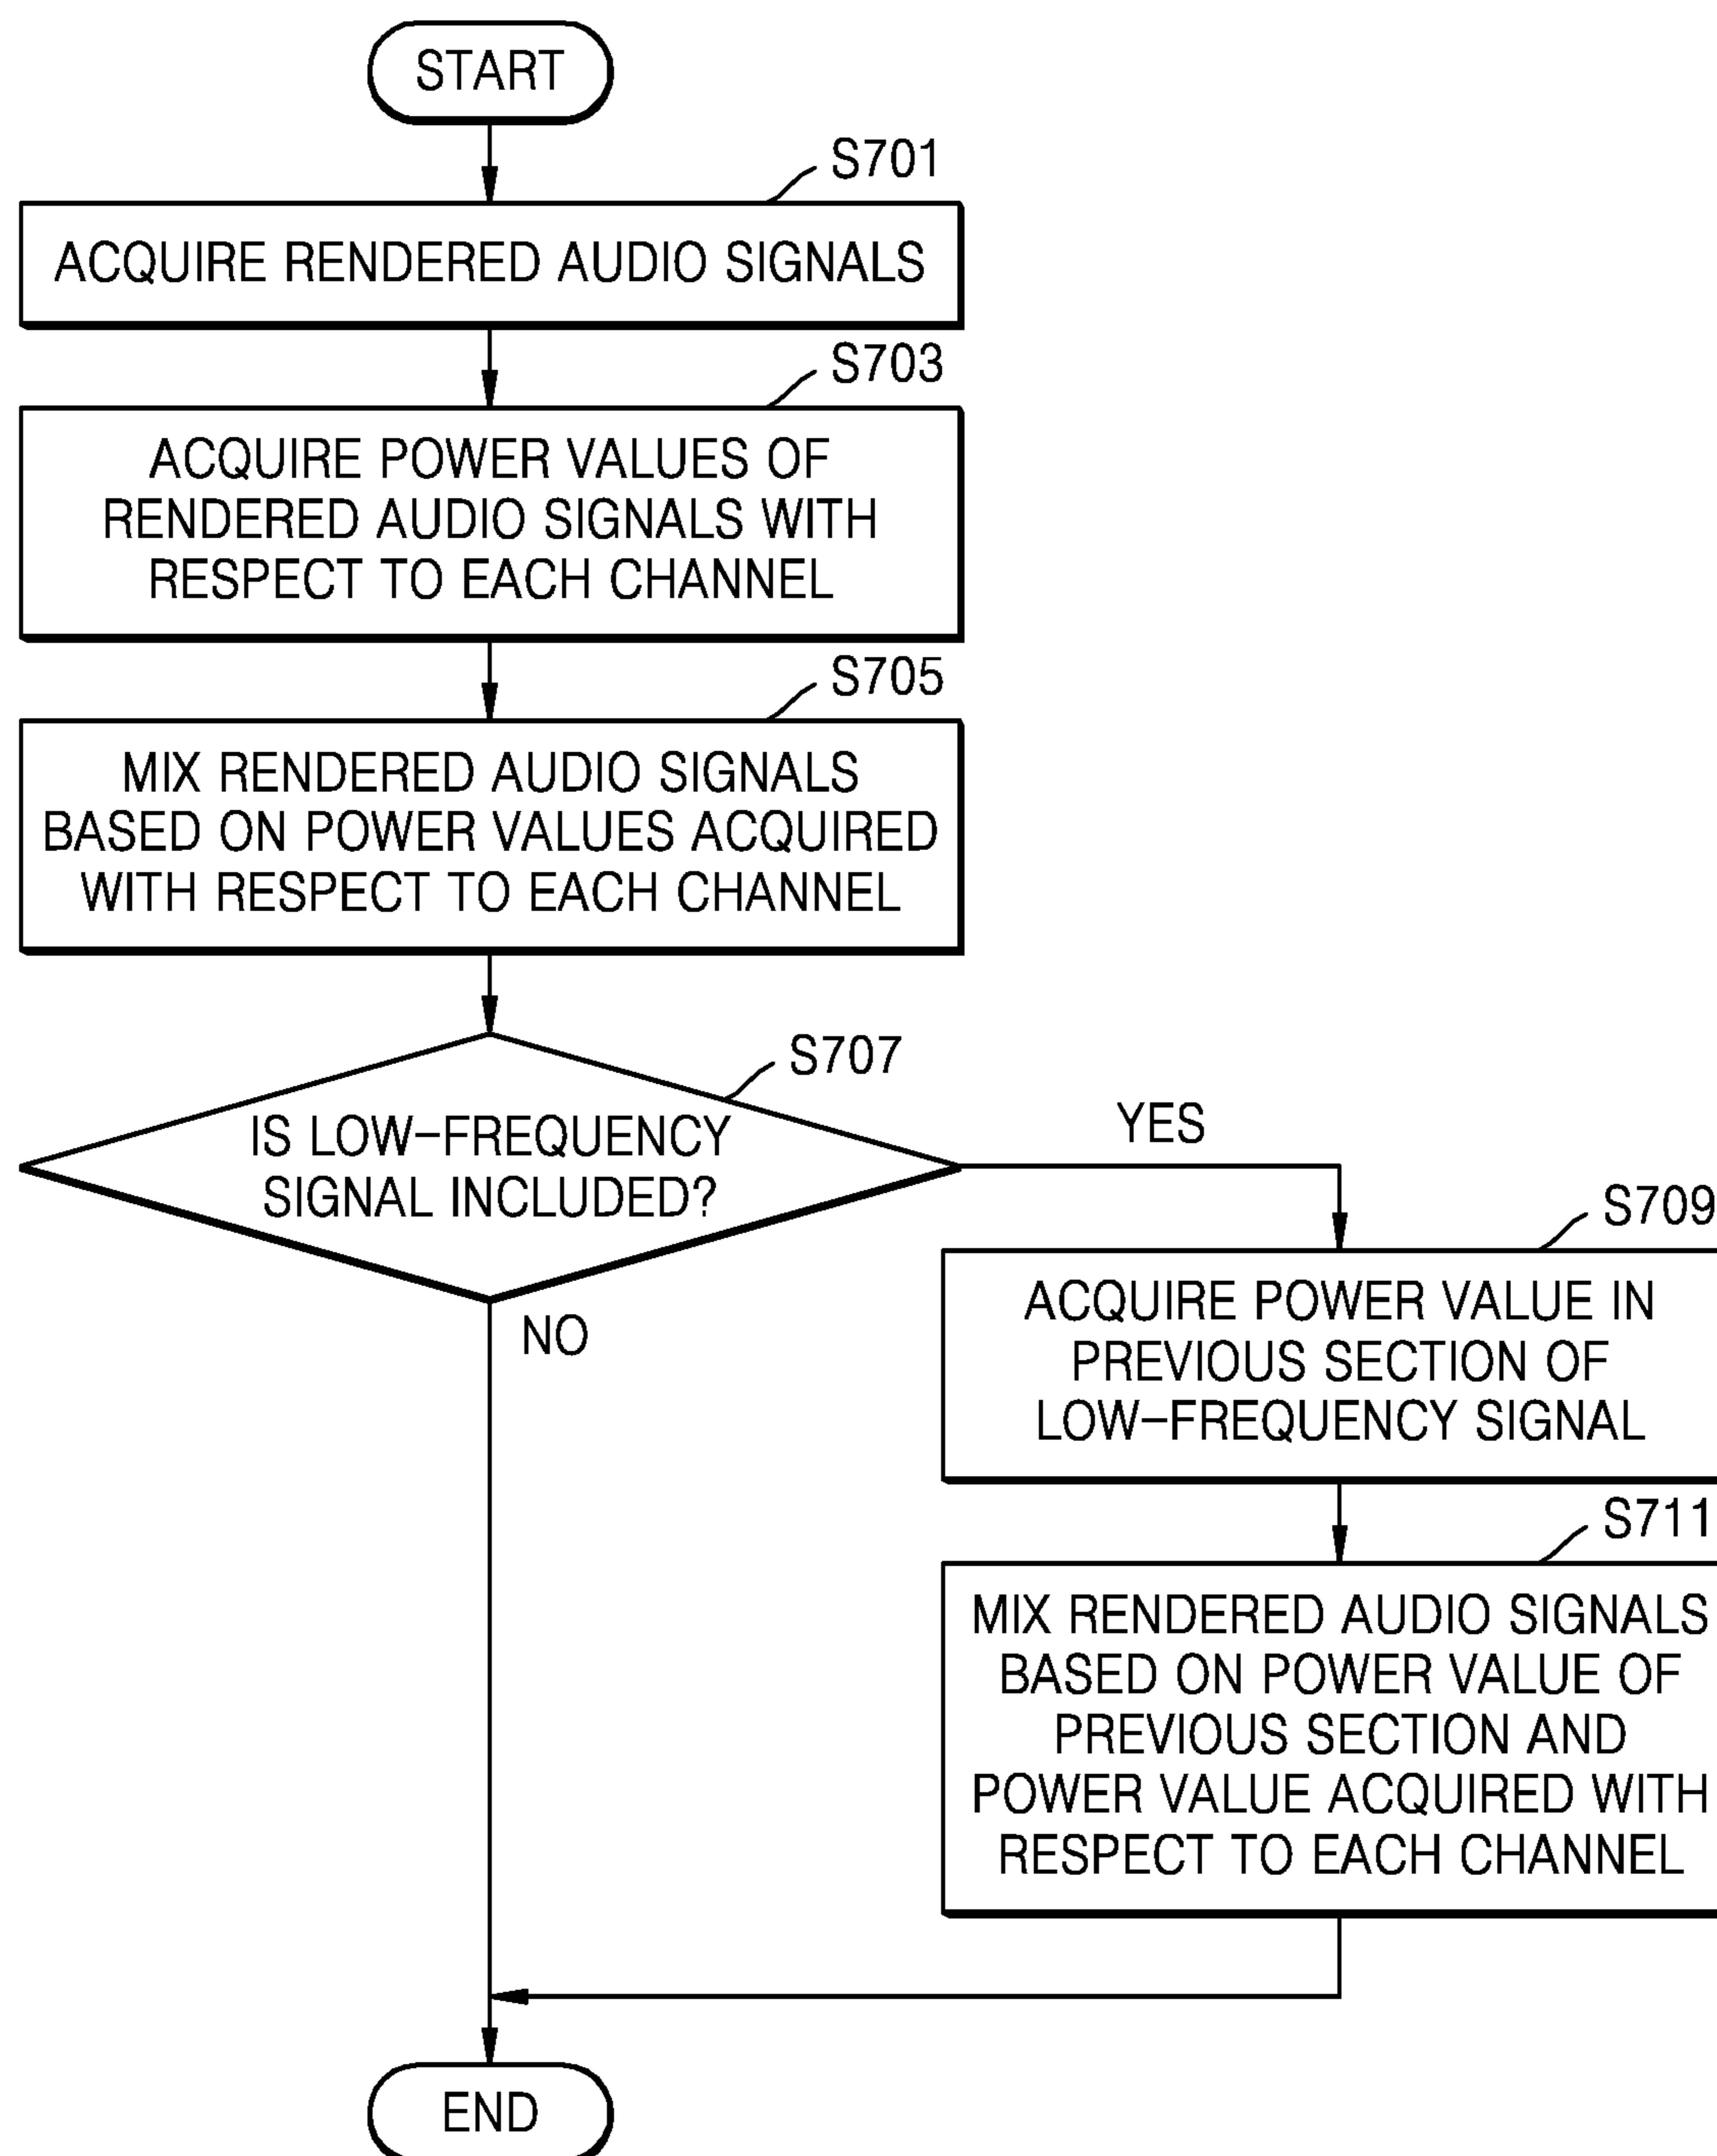 START
S701
ACQUIRE RENDERED AUDIO SIGNALS
S703
ACQUIRE POWER VALUES OF
RENDERED AUDIO SIGNALS WITH
RESPECT TO EACH CHANNEL
S705
MIX RENDERED AUDIO SIGNALS
BASED ON POWER VALUES ACQUIRED
WITH RESPECT TO EACH CHANNEL
S707
IS LOW-FREQUENCY
SIGNAL INCLUDED?
YES
NO
S709
ACQUIRE POWER VALUE IN
PREVIOUS SECTION OF
LOW-FREQUENCY SIGNAL
S711
MIX RENDERED AUDIO SIGNALS
BASED ON POWER VALUE OF
PREVIOUS SECTION AND
POWER VALUE ACQUIRED WITH
RESPECT TO EACH CHANNEL
END